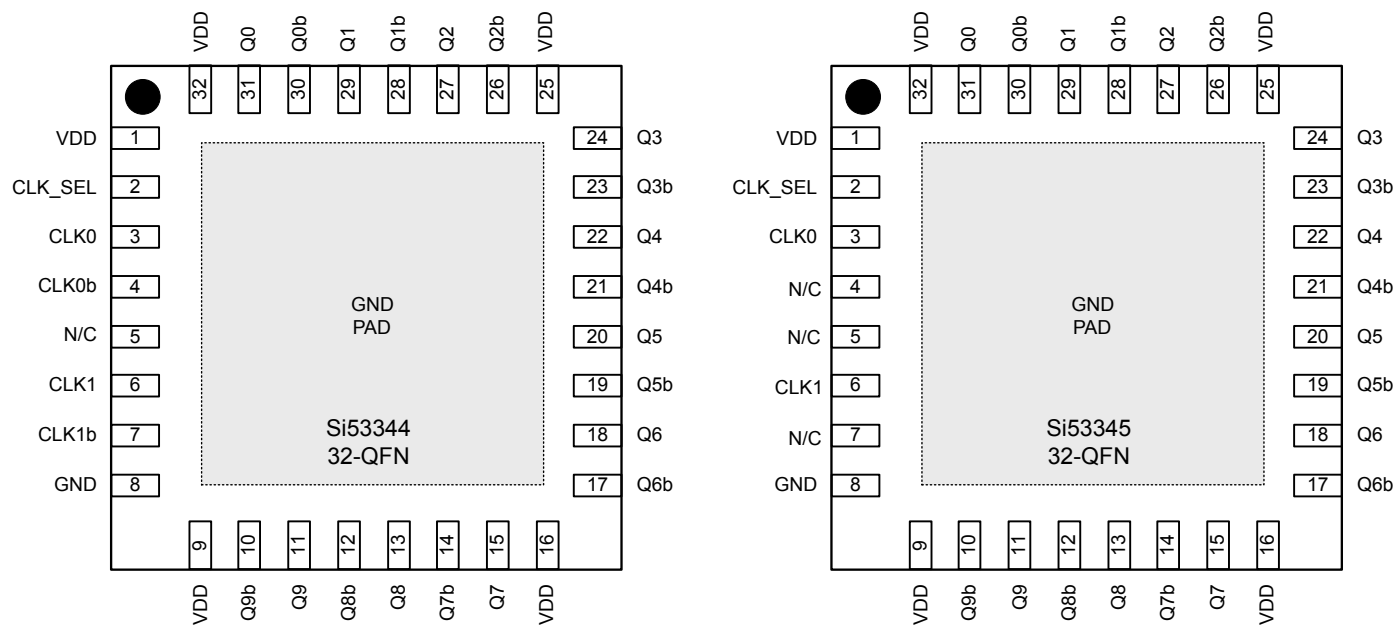 VDD Q0 Q0b Q1 Q1b Q2 Q2b VDD
32 31 30 29 28 27 26 25
VDD 1
CLK_SEL 2
CLK0 3
CLK0b 4
N/C 5
CLK1 6
CLK1b 7
GND 8
GND
PAD
Si53344
32-QFN
24 Q3
23 Q3b
22 Q4
21 Q4b
20 Q5
19 Q5b
18 Q6
17 Q6b
9 10 11 12 13 14 15 16
VDD Q9b Q9 Q8b Q8 Q7b Q7 VDD
VDD Q0 Q0b Q1 Q1b Q2 Q2b VDD
32 31 30 29 28 27 26 25
VDD 1
CLK_SEL 2
CLK0 3
N/C 4
N/C 5
CLK1 6
N/C 7
GND 8
GND
PAD
Si53345
32-QFN
24 Q3
23 Q3b
22 Q4
21 Q4b
20 Q5
19 Q5b
18 Q6
17 Q6b
9 10 11 12 13 14 15 16
VDD Q9b Q9 Q8b Q8 Q7b Q7 VDD